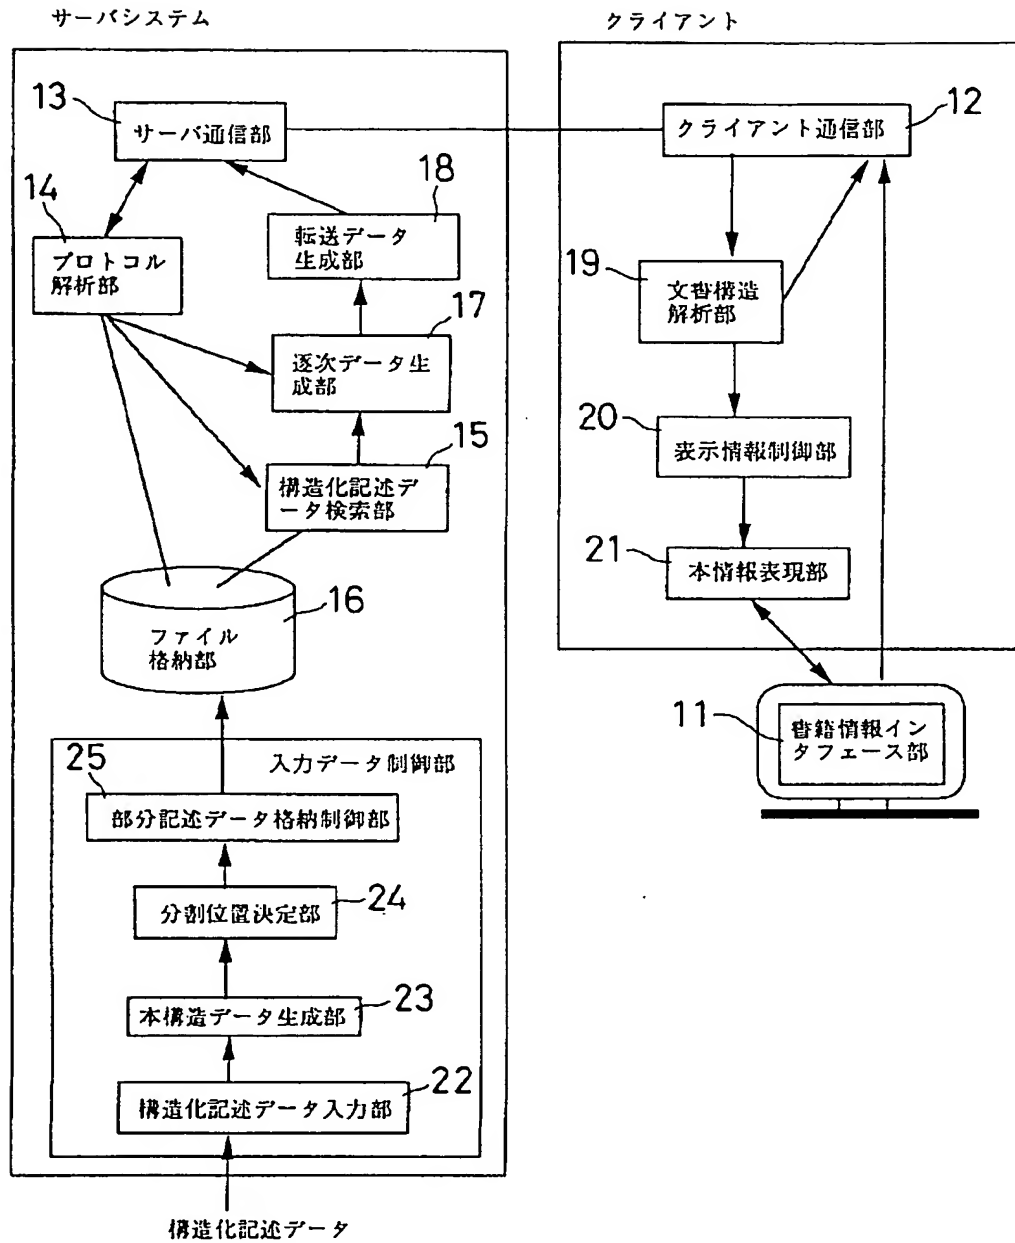 サーバシステム
クライアント
13
サーバ通信部
クライアント通信部
12
14
プロトコル
解析部
18
転送データ
生成部
19
文書構造
解析部
17
逐次データ生
成部
20
表示情報制御部
15
構造化記述デ
ータ検索部
21
本情報表現部
16
ファイル
格納部
11
書籍情報イン
タフェース部
入力データ制御部
25
部分記述データ格納制御部
24
分割位置決定部
23
本構造データ生成部
22
構造化記述データ入力部
構造化記述データ